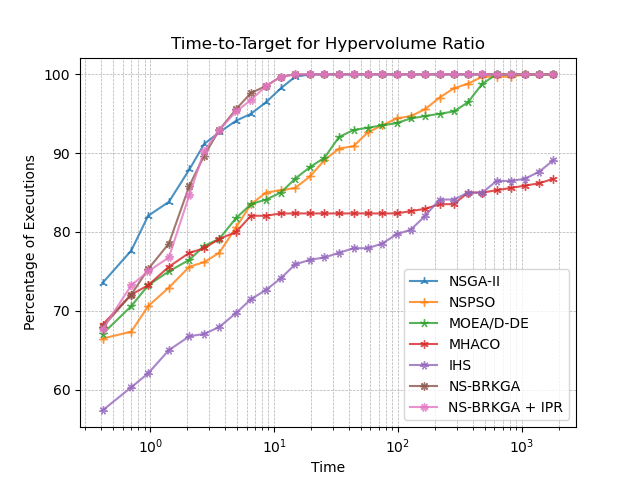 Time-to-Target for Hypervolume Ratio
Percentage of Executions
100
90
80
70
60
10⁰
10¹
10²
10³
Time
NSGA-II
NSPSO
MOEA/D-DE
MHACO
IHS
NS-BRKGA
NS-BRKGA + IPR